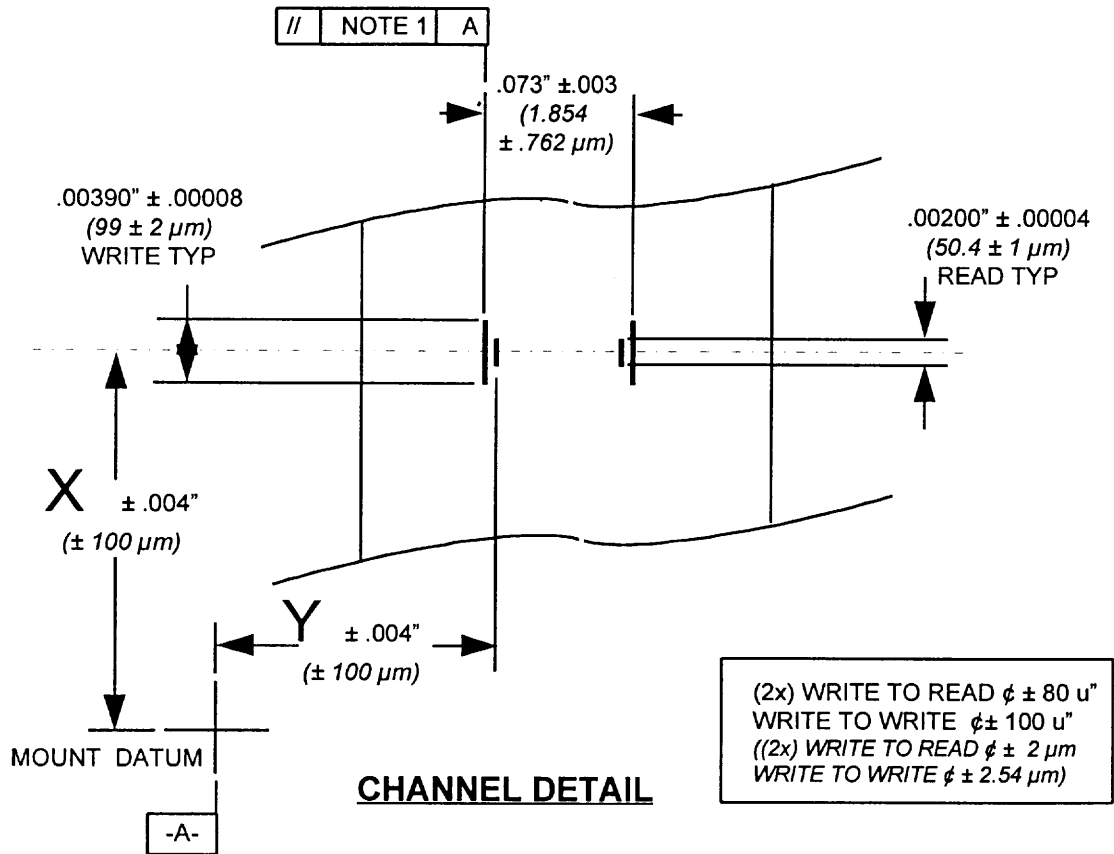 // NOTE 1 A
.073” ±.003
(1.854
± .762 µm)
.00390” ± .00008
(99 ± 2 µm)
WRITE TYP
.00200” ± .00004
(50.4 ± 1 µm)
READ TYP
X ± .004”
(± 100 µm)
Y ± .004”
(± 100 µm)
MOUNT DATUM
-A-
CHANNEL DETAIL
(2x) WRITE TO READ ¢ ± 80 u”
WRITE TO WRITE ¢± 100 u”
((2x) WRITE TO READ ¢ ± 2 µm
WRITE TO WRITE ¢ ± 2.54 µm)